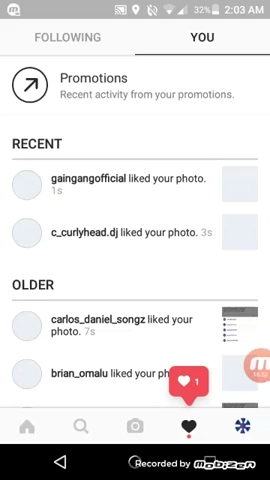 32% 2:03 AM
FOLLOWING YOU
Promotions
Recent activity from your promotions.
RECENT
gaingangofficial liked your photo.
1s
c_curlyhead.dj liked your photo. 3s
OLDER
carlos_daniel_songz liked your
photo. 7s
brian_omalu liked your ph
1
Recorded by mobizen